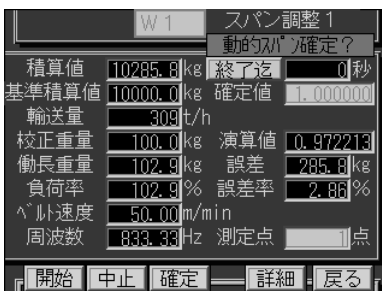 W 1 スパン調整1
動的ｽﾊﾟﾝ確定？
積算値 10285.8 kg 終了迄 0 秒
基準積算値 10000.0 kg 確定値 1.000000
輸送量 309 t/h
校正重量 100.0 kg 演算値 0.972213
働長重量 102.9 kg 誤差 285.8 kg
負荷率 102.9 % 誤差率 2.86 %
ﾍﾞﾙﾄ速度 50.00 m/min
周波数 833.33 Hz 測定点 1 点
開始 中止 確定 詳細 戻る